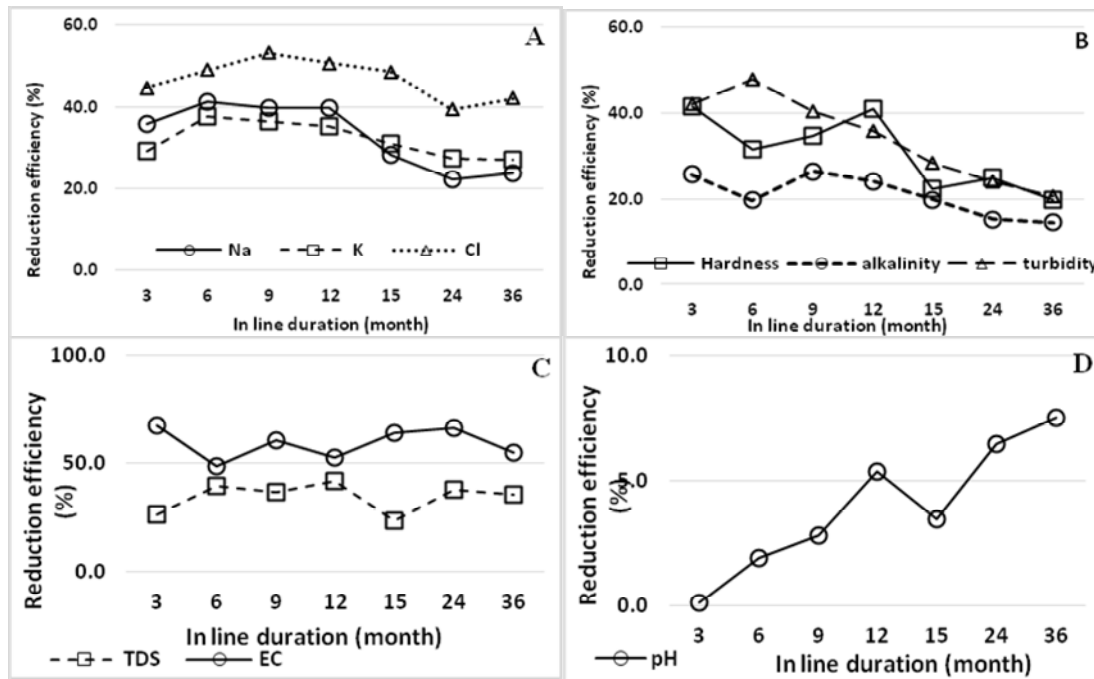 60.0
A
40.0
20.0
0.0
Reduction efficiency (%)
Na K Cl
3 6 9 12 15 24 36
In line duration (month)
60.0
B
40.0
20.0
0.0
Reduction efficiency (%)
Hardness alkalinity turbidity
3 6 9 12 15 24 36
In line duration (month)
100.0
C
50.0
0.0
Reduction efficiency
(%)
3 6 9 12 15 24 36
In line duration (month)
TDS EC
10.0
D
5.0
0.0
Reduction efficiency
(%)
3 6 9 12 15 24 36
In line duration (month)
pH